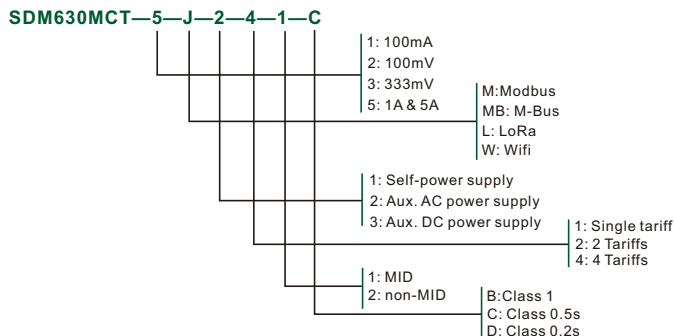 SDM630MCT—5—J—2—4—1—C
1: 100mA
2: 100mV
3: 333mV
5: 1A & 5A
M:Modbus
MB: M-Bus
L: LoRa
W: Wifi
1: Self-power supply
2: Aux. AC power supply
3: Aux. DC power supply
1: Single tariff
2: 2 Tariffs
4: 4 Tariffs
1: MID
2: non-MID
B:Class 1
C: Class 0.5s
D: Class 0.2s